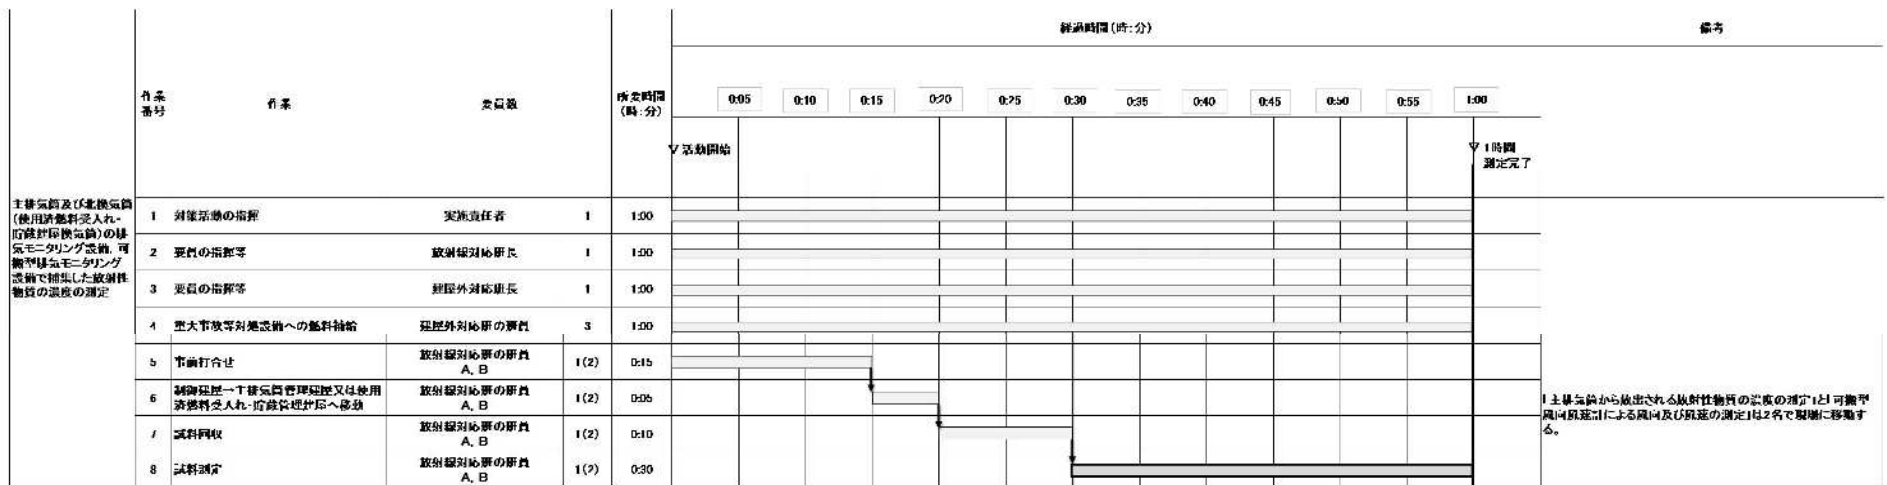 経過時間(時:分)
備考
作業
番号
作業
要員数
所要時間
(時:分)
0:05 0:10 0:15 0:20 0:25 0:30 0:35 0:40 0:45 0:50 0:55 1:00
▽活動開始
▽1時間
測定完了
主排気筒及び北換気筒
(使用済燃料受入れ・
貯蔵建屋換気筒)の排
気モニタリング設備、可
搬型排気モニタリング
設備で捕集した放射性
物質の濃度の測定
1 対策活動の指揮 実施責任者 1 1:00
2 要員の指揮等 放射線対応班長 1 1:00
3 要員の指揮等 建屋外対応班長 1 1:00
4 重大事故等対処設備への燃料補給 建屋外対応班の班員 3 1:00
5 事前打合せ 放射線対応班の班員
A, B 1(2) 0:15
6 制御建屋→主排気筒管理建屋又は使用
済燃料受入れ・貯蔵管理建屋へ移動 放射線対応班の班員
A, B 1(2) 0:05
「主排気筒から放出される放射性物質の濃度の測定」と「可搬型
風向風速計による風向及び風速の測定」は2名で現場に移動す
る。
7 試料回収 放射線対応班の班員
A, B 1(2) 0:10
8 試料測定 放射線対応班の班員
A, B 1(2) 0:30